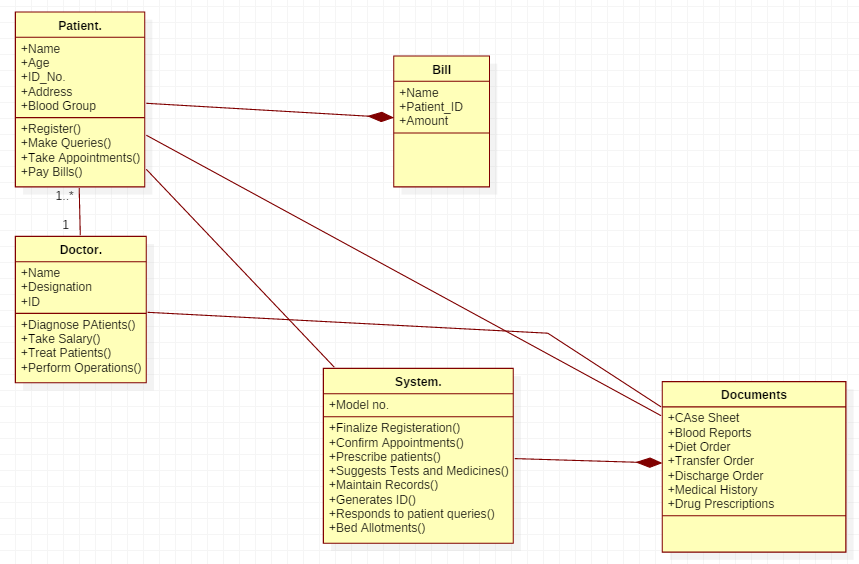 Patient.
+Name
+Age
+ID_No.
+Address
+Blood Group
+Register()
+Make Queries()
+Take Appointments()
+Pay Bills()
Bill
+Name
+Patient_ID
+Amount
1..*
1
Doctor.
+Name
+Designation
+ID
+Diagnose PAtients()
+Take Salary()
+Treat Patients()
+Perform Operations()
System.
+Model no.
+Finalize Registeration()
+Confirm Appointments()
+Prescribe patients()
+Suggests Tests and Medicines()
+Maintain Records()
+Generates ID()
+Responds to patient queries()
+Bed Allotments()
Documents
+CAse Sheet
+Blood Reports
+Diet Order
+Transfer Order
+Discharge Order
+Medical History
+Drug Prescriptions